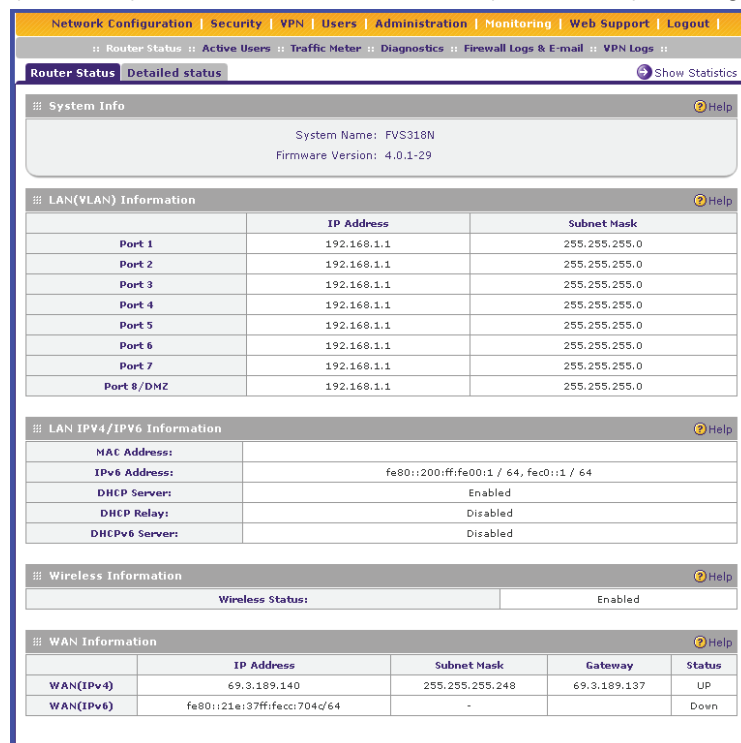 Network Configuration | Security | VPN | Users | Administration | Monitoring | Web Support | Logout |
:: Router Status :: Active Users :: Traffic Meter :: Diagnostics :: Firewall Logs & E-mail :: VPN Logs ::
Router Status Detailed status Show Statistics
System Info Help
System Name: FVS318N
Firmware Version: 4.0.1-29
LAN(VLAN) Information Help
IP Address Subnet Mask
Port 1 192.168.1.1 255.255.255.0
Port 2 192.168.1.1 255.255.255.0
Port 3 192.168.1.1 255.255.255.0
Port 4 192.168.1.1 255.255.255.0
Port 5 192.168.1.1 255.255.255.0
Port 6 192.168.1.1 255.255.255.0
Port 7 192.168.1.1 255.255.255.0
Port 8/DMZ 192.168.1.1 255.255.255.0
LAN IPV4/IPV6 Information Help
MAC Address:
IPv6 Address: fe80::200:ff:fe00:1 / 64, fec0::1 / 64
DHCP Server: Enabled
DHCP Relay: Disabled
DHCPv6 Server: Disabled
Wireless Information Help
Wireless Status: Enabled
WAN Information Help
IP Address Subnet Mask Gateway Status
WAN(IPv4) 69.3.189.140 255.255.255.248 69.3.189.137 UP
WAN(IPv6) fe80::21e:37ff:fecc:704c/64 - Down